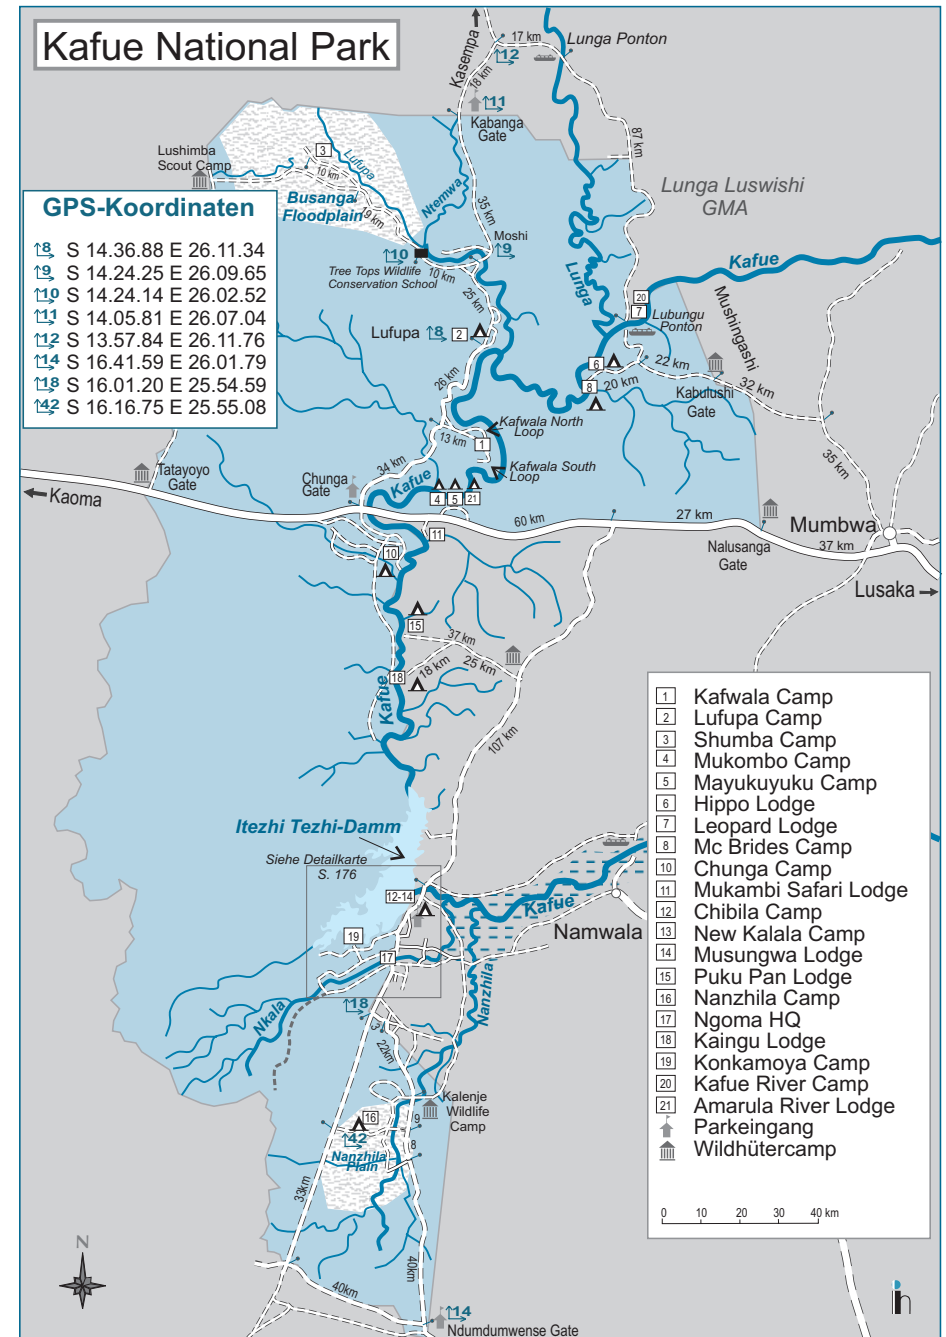 Kafue National Park
Kasempa
17 km
Lunga Ponton
12
18 km
11
Kabanga
Gate
87 km
Lushimba
Scout Camp
3
Lufupa
10 km
Busanga
Floodplain
19 km
Ntemwa
35 km
Lunga Luswishi
GMA
GPS-Koordinaten
8 S 14.36.88 E 26.11.34
9 S 14.24.25 E 26.09.65
10 S 14.24.14 E 26.02.52
11 S 14.05.81 E 26.07.04
12 S 13.57.84 E 26.11.76
14 S 16.41.59 E 26.01.79
18 S 16.01.20 E 25.54.59
42 S 16.16.75 E 25.55.08
Moshi
10
9
Tree Tops Wildlife
Conservation School
10 km
25 km
Kafue
Lunga
20
7
Lubungu
Ponton
Mushingashi
Lufupa
8
2
6
22 km
8
20 km
Kabulushi
Gate
32 km
26 km
Kafwala North
Loop
13 km
1
35 km
34 km
Kafwala South
Loop
Tatayoyo
Gate
Chunga
Gate
Kafue
4
5
21
Kaoma
60 km
27 km
Mumbwa
37 km
11
10
Nalusanga
Gate
Lusaka
15
37 km
18 km
25 km
18
Kafue
107 km
1 Kafwala Camp
2 Lufupa Camp
3 Shumba Camp
4 Mukombo Camp
5 Mayukuyuku Camp
6 Hippo Lodge
7 Leopard Lodge
8 Mc Brides Camp
10 Chunga Camp
11 Mukambi Safari Lodge
12 Chibila Camp
13 New Kalala Camp
14 Musungwa Lodge
15 Puku Pan Lodge
16 Nanzhila Camp
17 Ngoma HQ
18 Kaingu Lodge
19 Konkamoya Camp
20 Kafue River Camp
21 Amarula River Lodge
Parkeingang
Wildhütercamp
0 10 20 30 40 km
Itezhi Tezhi-Damm
Siehe Detailkarte
S. 176
12-14
Kafue
Namwala
19
17
Nanzhila
Nkala
18
3
22km
Kalenje
Wildlife
Camp
16
9
42
8
Nanzhila
Plain
33km
N
40km
40km
14
Ndumdumwense Gate